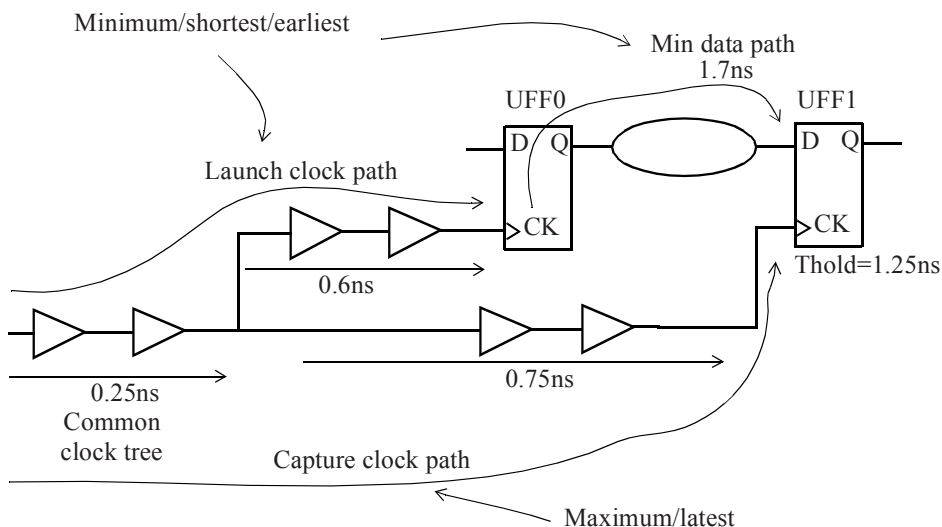 Minimum/shortest/earliest
Min data path
1.7ns
UFF0
UFF1
D Q
D Q
Launch clock path
CK
CK
Thold=1.25ns
0.6ns
0.25ns
0.75ns
Common
clock tree
Capture clock path
Maximum/latest